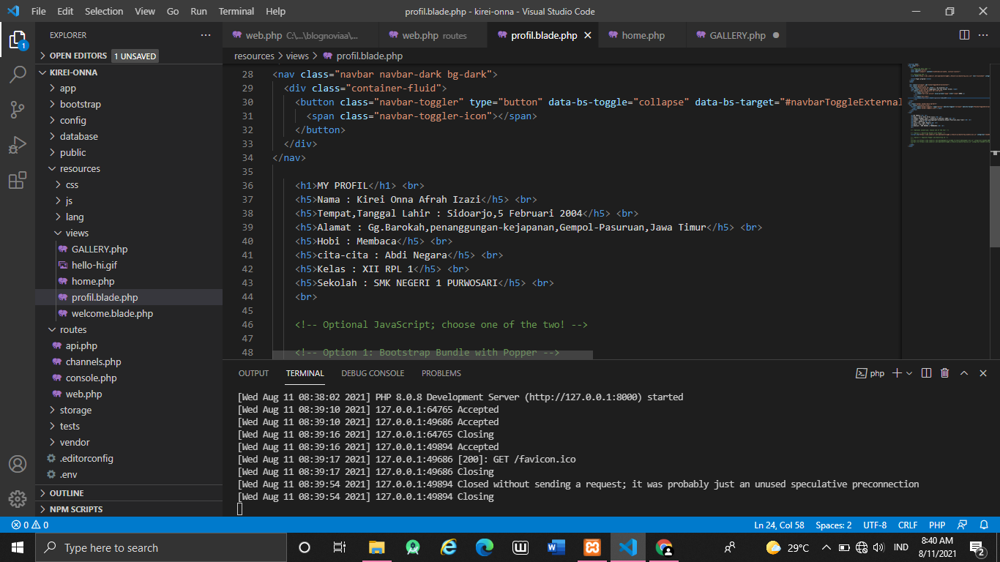 File Edit Selection View Go Run Terminal Help profil.blade.php - kirei-onna - Visual Studio Code
EXPLORER ···
web.php C:\...\blognoviaa\... web.php routes profil.blade.php home.php GALLERY.php
1
OPEN EDITORS 1 UNSAVED
resources > views > profil.blade.php
KIREI-ONNA
app
bootstrap
config
database
public
resources
css
js
lang
views
GALLERY.php
hello-hi.gif
home.php
profil.blade.php
welcome.blade.php
routes
api.php
channels.php
console.php
web.php
storage
tests
vendor
.editorconfig
.env
OUTLINE
NPM SCRIPTS
28 <nav class="navbar navbar-dark bg-dark">
29 <div class="container-fluid">
30 <button class="navbar-toggler" type="button" data-bs-toggle="collapse" data-bs-target="#navbarToggleExternal
31 <span class="navbar-toggler-icon"></span>
32 </button>
33 </div>
34 </nav>
35
36 <h1>MY PROFIL</h1> <br>
37 <h5>Nama : Kirei Onna Afrah Izazi</h5> <br>
38 <h5>Tempat,Tanggal Lahir : Sidoarjo,5 Februari 2004</h5> <br>
39 <h5>Alamat : Gg.Barokah,penanggungan-kejapanan,Gempol-Pasuruan,Jawa Timur</h5> <br>
40 <h5>Hobi : Membaca</h5> <br>
41 <h5>cita-cita : Abdi Negara</h5> <br>
42 <h5>Kelas : XII RPL 1</h5> <br>
43 <h5>Sekolah : SMK NEGERI 1 PURWOSARI</h5> <br>
44 <br>
45
46 <!-- Optional JavaScript; choose one of the two! -->
47
48 <!-- Option 1: Bootstrap Bundle with Popper -->
OUTPUT TERMINAL DEBUG CONSOLE PROBLEMS php
[Wed Aug 11 08:38:02 2021] PHP 8.0.8 Development Server (http://127.0.0.1:8000) started
[Wed Aug 11 08:39:10 2021] 127.0.0.1:64765 Accepted
[Wed Aug 11 08:39:10 2021] 127.0.0.1:49686 Accepted
[Wed Aug 11 08:39:16 2021] 127.0.0.1:64765 Closing
[Wed Aug 11 08:39:16 2021] 127.0.0.1:49894 Accepted
[Wed Aug 11 08:39:17 2021] 127.0.0.1:49686 [200]: GET /favicon.ico
[Wed Aug 11 08:39:17 2021] 127.0.0.1:49686 Closing
[Wed Aug 11 08:39:54 2021] 127.0.0.1:49894 Closed without sending a request; it was probably just an unused speculative preconnection
[Wed Aug 11 08:39:54 2021] 127.0.0.1:49894 Closing
0 0 Ln 24, Col 58 Spaces: 2 UTF-8 CRLF PHP
Type here to search 29°C IND 8:40 AM
8/11/2021 2